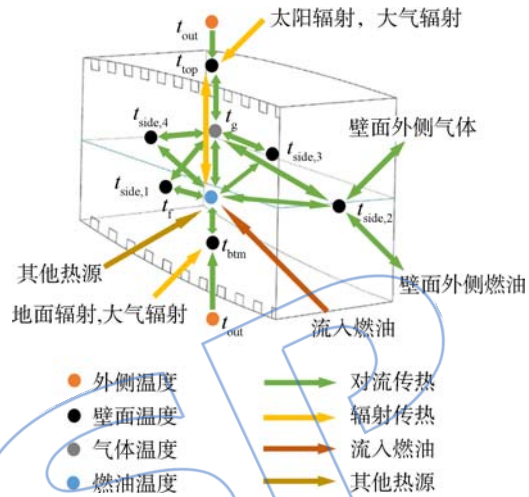 太阳辐射，大气辐射
t_out
t_top
t_g
t_side,4
壁面外侧气体
t_side,3
t_side,1
t_f
t_side,2
其他热源
t_btm
壁面外侧燃油
地面辐射,大气辐射
t_out
流入燃油
外侧温度
对流传热
壁面温度
辐射传热
气体温度
流入燃油
燃油温度
其他热源